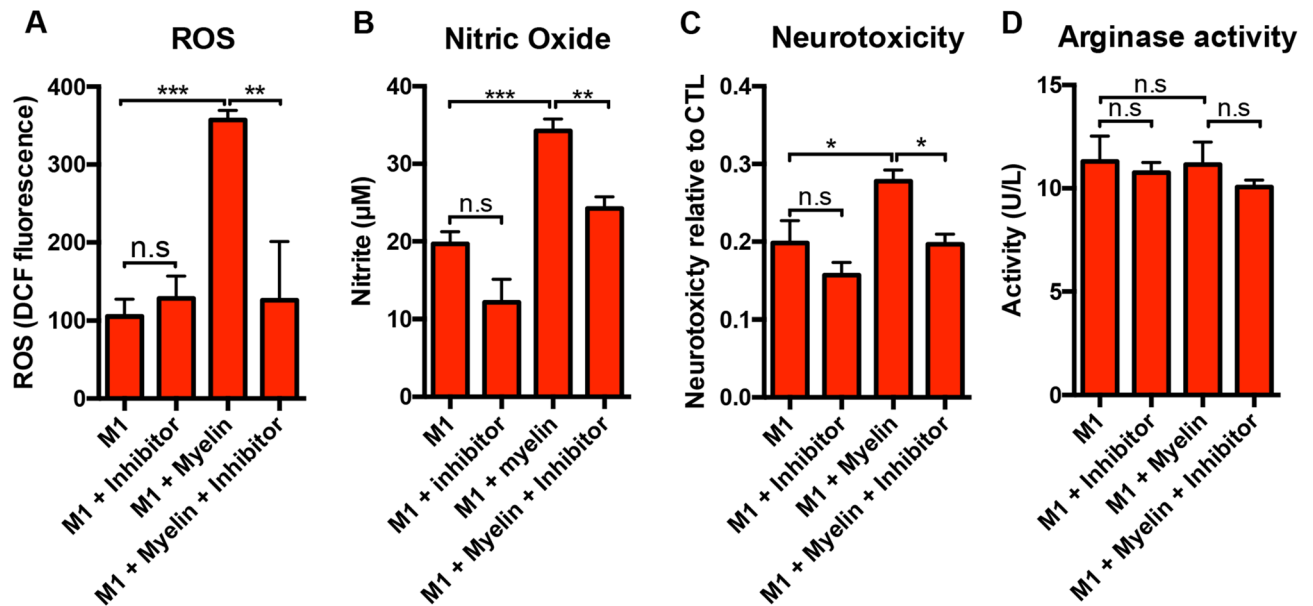 A
ROS
ROS (DCF fluorescence)
400
300
200
100
0
***
**
n.s
M1
M1 + Inhibitor
M1 + Myelin
M1 + Myelin + Inhibitor
B
Nitric Oxide
Nitrite (µM)
40
30
20
10
0
***
**
n.s
M1
M1 + inhibitor
M1 + myelin
M1 + Myelin + Inhibitor
C
Neurotoxicity
Neurotoxicty relative to CTL
0.4
0.3
0.2
0.1
0.0
*
*
n.s
M1
M1 + Inhibitor
M1 + Myelin
M1 + Myelin + Inhibitor
D
Arginase activity
Activity (U/L)
15
10
5
0
n.s
n.s
n.s
M1
M1 + Inhibitor
M1 + Myelin
M1 + Myelin + Inhibitor